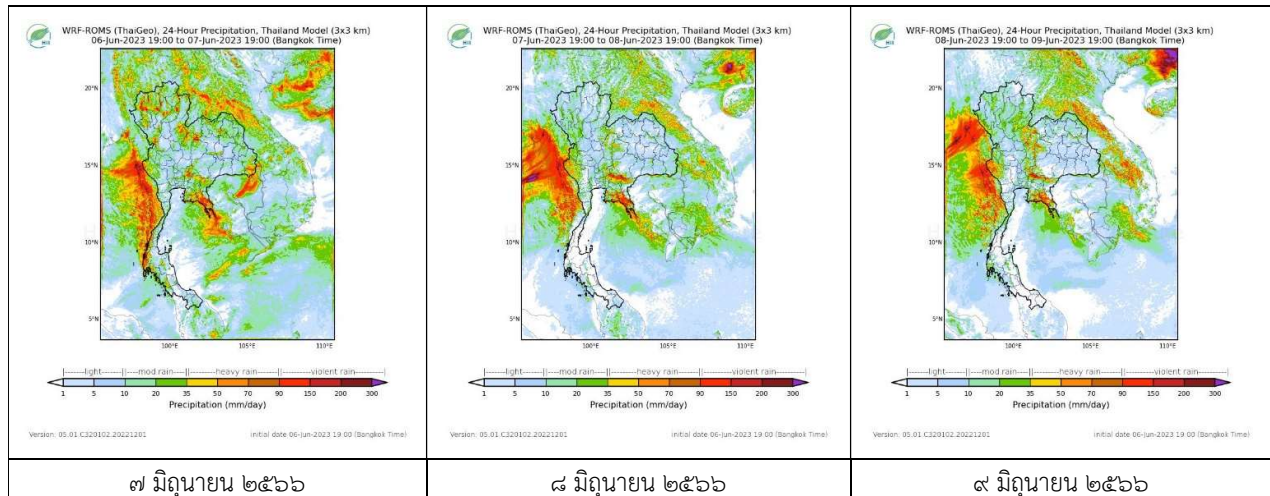 WRF-ROMS (ThaiGeo), 24-Hour Precipitation, Thailand Model (3x3 km)
06-Jun-2023 19:00 to 07-Jun-2023 19:00 (Bangkok Time)
20°N
15°N
10°N
5°N
100°E 105°E 110°E
|---------light--------||----mod rain-----||---------heavy rain--------||----------violent rain---------|
1 5 10 20 35 50 70 90 150 200 300
Precipitation (mm/day)
Version: 05.01.C320102.20221201 initial date 06-Jun-2023 19:00 (Bangkok Time)
๗ มิถุนายน ๒๕๖๖
WRF-ROMS (ThaiGeo), 24-Hour Precipitation, Thailand Model (3x3 km)
07-Jun-2023 19:00 to 08-Jun-2023 19:00 (Bangkok Time)
20°N
15°N
10°N
5°N
100°E 105°E 110°E
|---------light--------||----mod rain-----||---------heavy rain--------||----------violent rain---------|
1 5 10 20 35 50 70 90 150 200 300
Precipitation (mm/day)
Version: 05.01.C320102.20221201 initial date 06-Jun-2023 19:00 (Bangkok Time)
๘ มิถุนายน ๒๕๖๖
WRF-ROMS (ThaiGeo), 24-Hour Precipitation, Thailand Model (3x3 km)
08-Jun-2023 19:00 to 09-Jun-2023 19:00 (Bangkok Time)
20°N
15°N
10°N
5°N
100°E 105°E 110°E
|---------light--------||----mod rain-----||---------heavy rain--------||----------violent rain---------|
1 5 10 20 35 50 70 90 150 200 300
Precipitation (mm/day)
Version: 05.01.C320102.20221201 initial date 06-Jun-2023 19:00 (Bangkok Time)
๙ มิถุนายน ๒๕๖๖